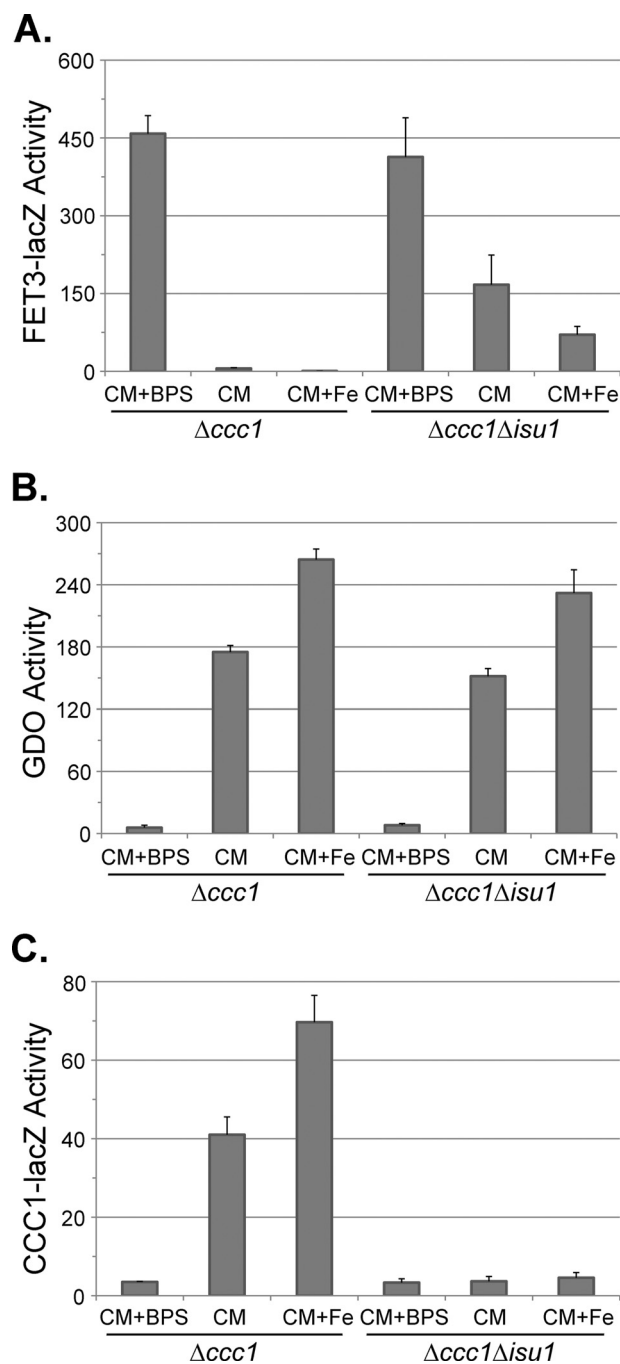 A.
FET3-lacZ Activity
600
450
300
150
0
CM+BPS CM CM+Fe CM+BPS CM CM+Fe
Δccc1 Δccc1Δisu1
B.
GDO Activity
300
240
180
120
60
0
CM+BPS CM CM+Fe CM+BPS CM CM+Fe
Δccc1 Δccc1Δisu1
C.
CCC1-lacZ Activity
80
60
40
20
0
CM+BPS CM CM+Fe CM+BPS CM CM+Fe
Δccc1 Δccc1Δisu1